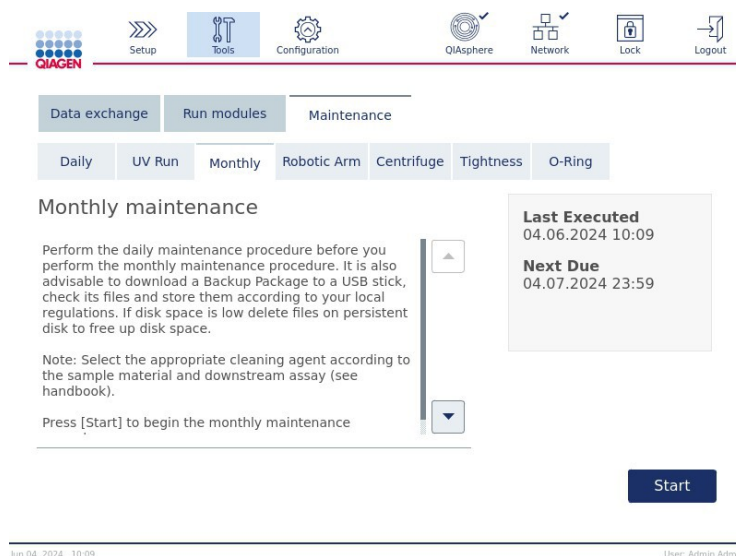 Setup
Tools
Configuration
QIAsphere
Network
Lock
Logout
QIAGEN
Data exchange
Run modules
Maintenance
Daily
UV Run
Monthly
Robotic Arm
Centrifuge
Tightness
O-Ring
Monthly maintenance
Perform the daily maintenance procedure before you
perform the monthly maintenance procedure. It is also
advisable to download a Backup Package to a USB stick,
check its files and store them according to your local
regulations. If disk space is low delete files on persistent
disk to free up disk space.
Note: Select the appropriate cleaning agent according to
the sample material and downstream assay (see
handbook).
Press [Start] to begin the monthly maintenance
Last Executed
04.06.2024 10:09
Next Due
04.07.2024 23:59
Start
Jun 04, 2024 10:09
User: Admin Adm